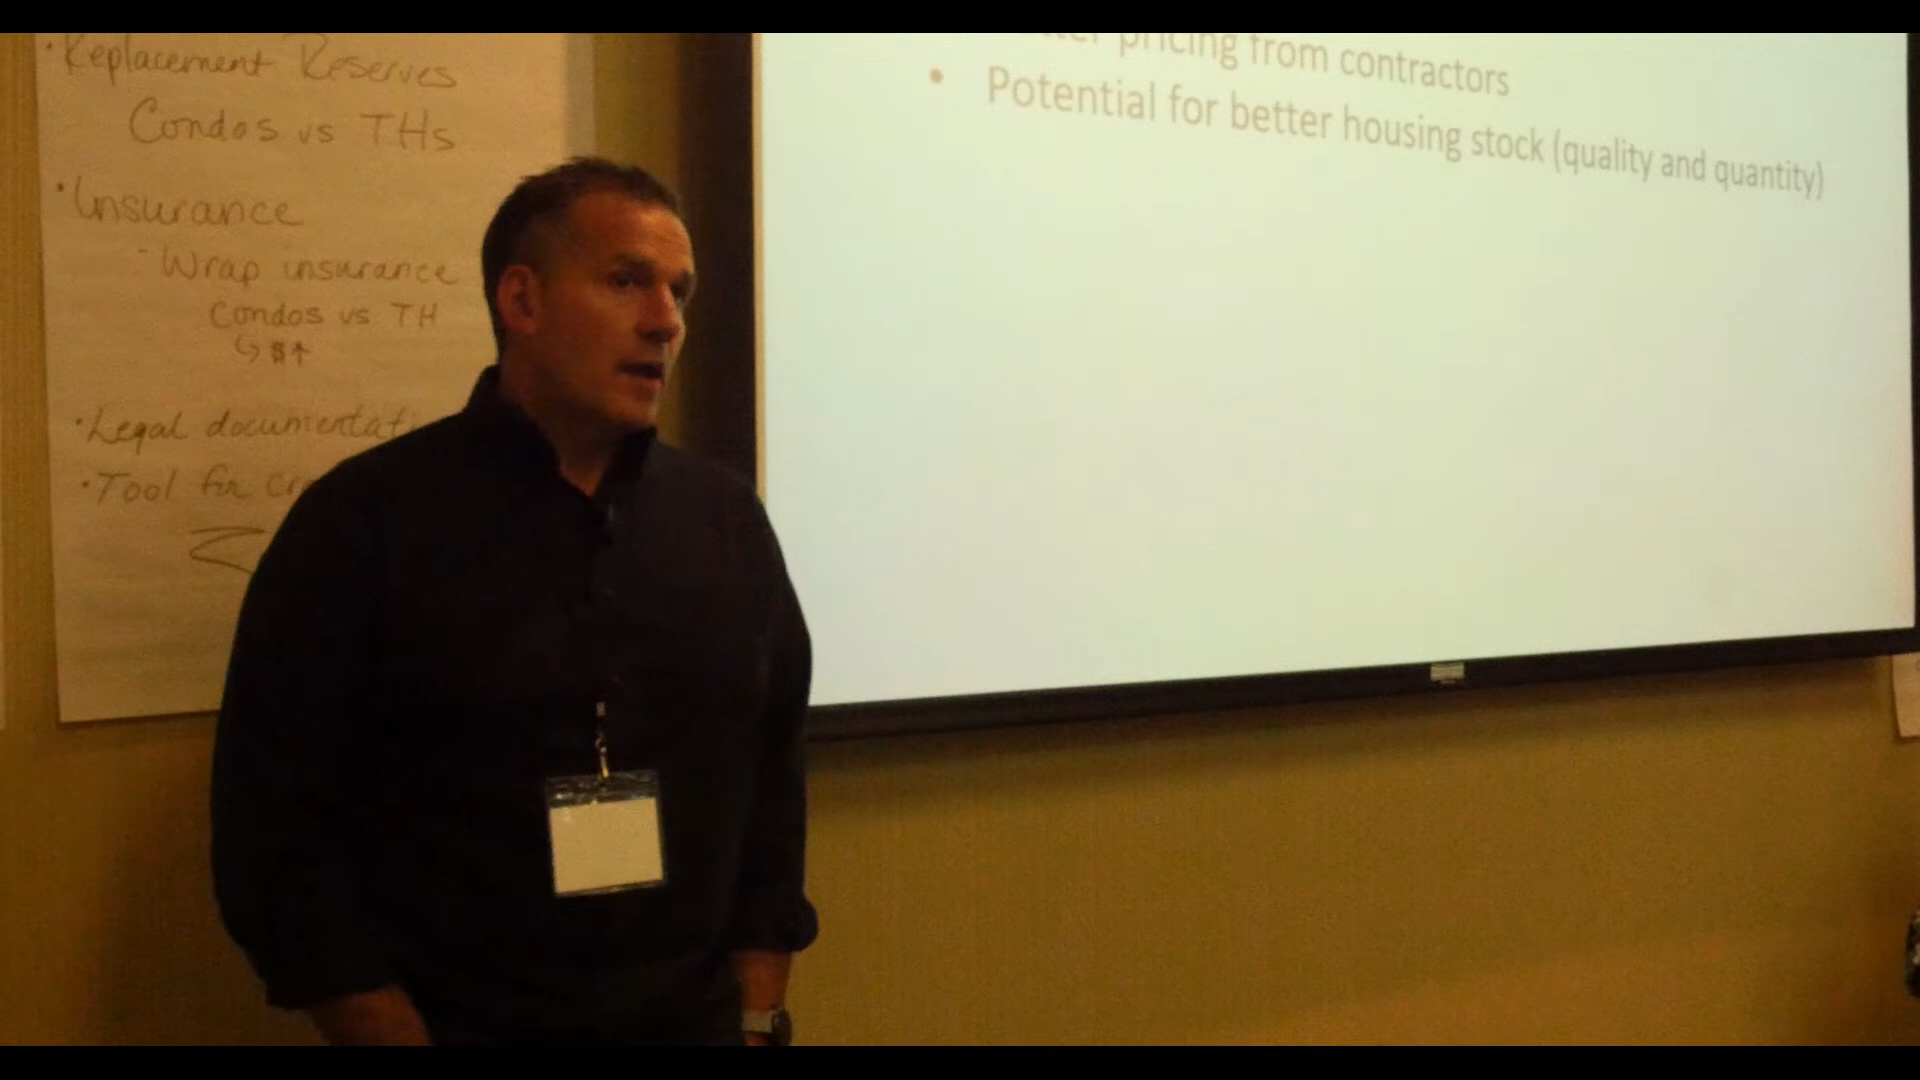 • Replacement Reserves
Condos vs THs
• Insurance
- Wrap insurance
Condos vs TH
↳ $↑
• Legal documentati
• Tool for cr
pricing from contractors
• Potential for better housing stock (quality and quantity)